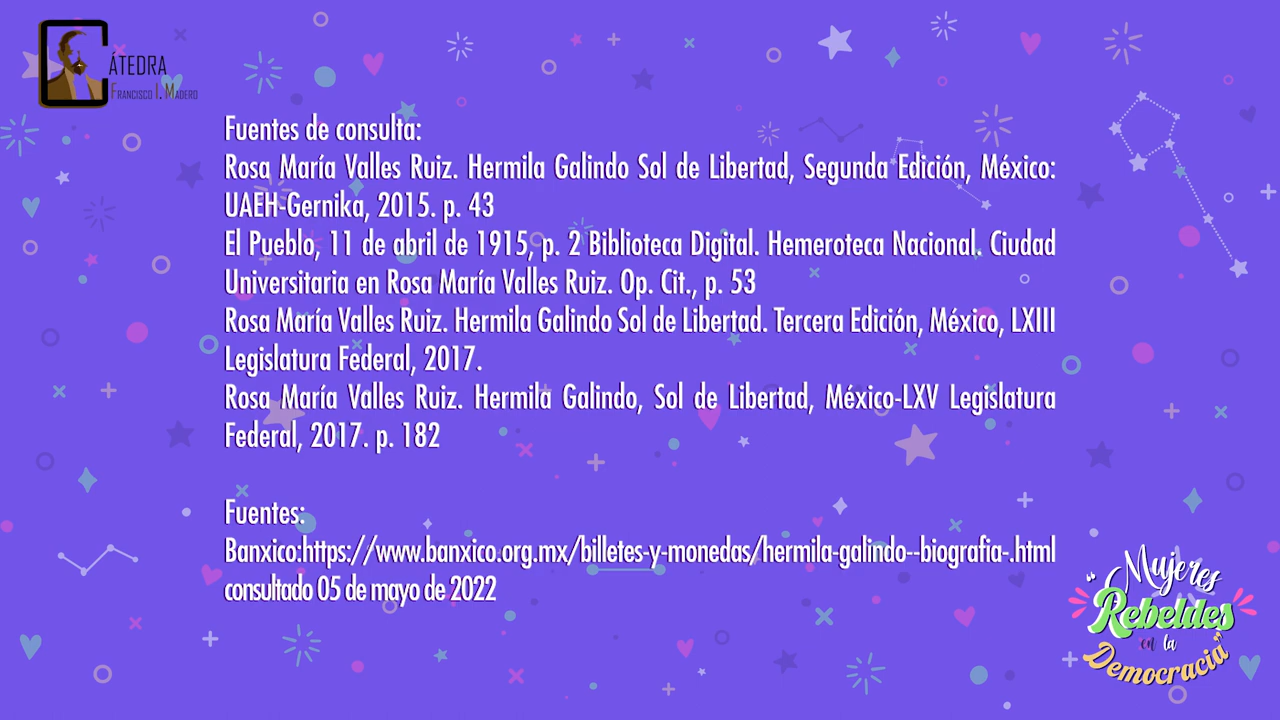 CÁTEDRA
FRANCISCO I. MADERO
Fuentes de consulta:
Rosa María Valles Ruiz. Hermila Galindo Sol de Libertad, Segunda Edición, México:
UAEH-Gernika, 2015. p. 43
El Pueblo, 11 de abril de 1915, p. 2 Biblioteca Digital. Hemeroteca Nacional. Ciudad
Universitaria en Rosa María Valles Ruiz. Op. Cit., p. 53
Rosa María Valles Ruiz. Hermila Galindo Sol de Libertad. Tercera Edición, México, LXIII
Legislatura Federal, 2017.
Rosa María Valles Ruiz. Hermila Galindo, Sol de Libertad, México-LXV Legislatura
Federal, 2017. p. 182
Fuentes:
Banxico:https://www.banxico.org.mx/billetes-y-monedas/hermila-galindo--biografia-.html
consultado 05 de mayo de 2022
"Mujeres
Rebeldes
en la
Democracia"